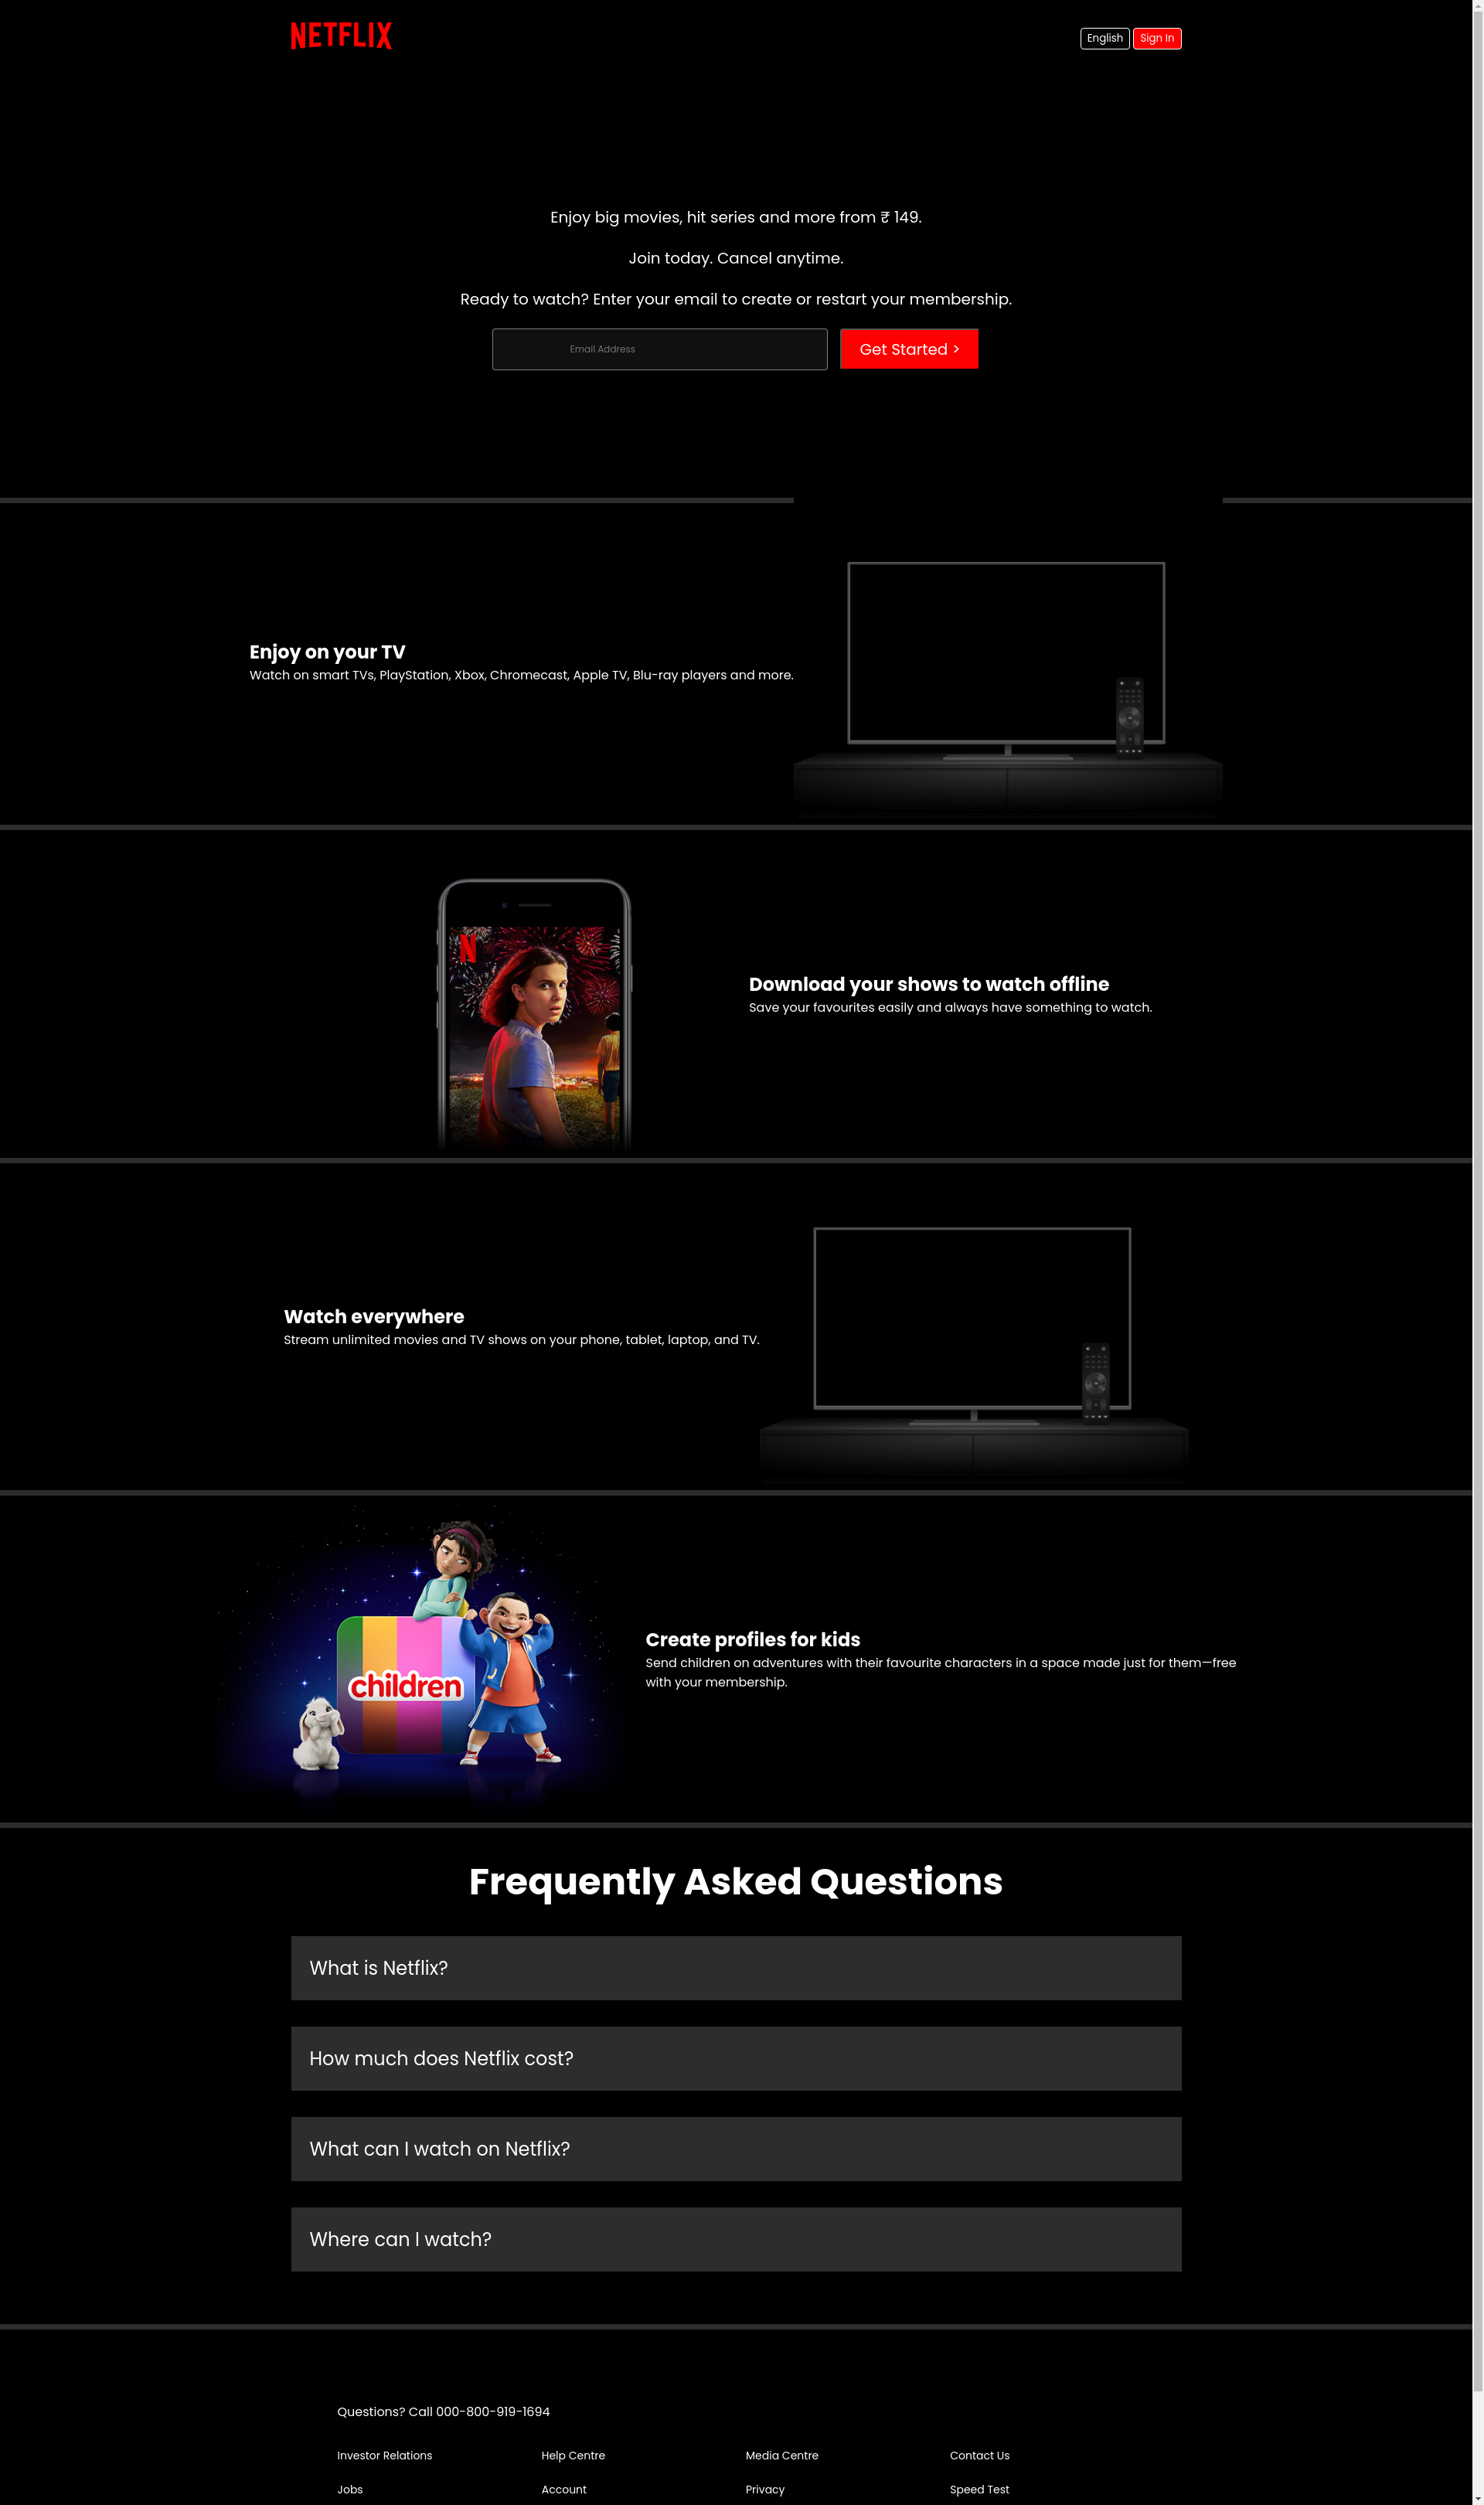 NETFLIX
English Sign In
Enjoy big movies, hit series and more from ₹ 149.
Join today. Cancel anytime.
Ready to watch? Enter your email to create or restart your membership.
Email Address Get Started >
Enjoy on your TV
Watch on smart TVs, PlayStation, Xbox, Chromecast, Apple TV, Blu-ray players and more.
N
Download your shows to watch offline
Save your favourites easily and always have something to watch.
Watch everywhere
Stream unlimited movies and TV shows on your phone, tablet, laptop, and TV.
children
Create profiles for kids
Send children on adventures with their favourite characters in a space made just for them—free
with your membership.
Frequently Asked Questions
What is Netflix?
How much does Netflix cost?
What can I watch on Netflix?
Where can I watch?
Questions? Call 000-800-919-1694
Investor Relations Help Centre Media Centre Contact Us
Jobs Account Privacy Speed Test